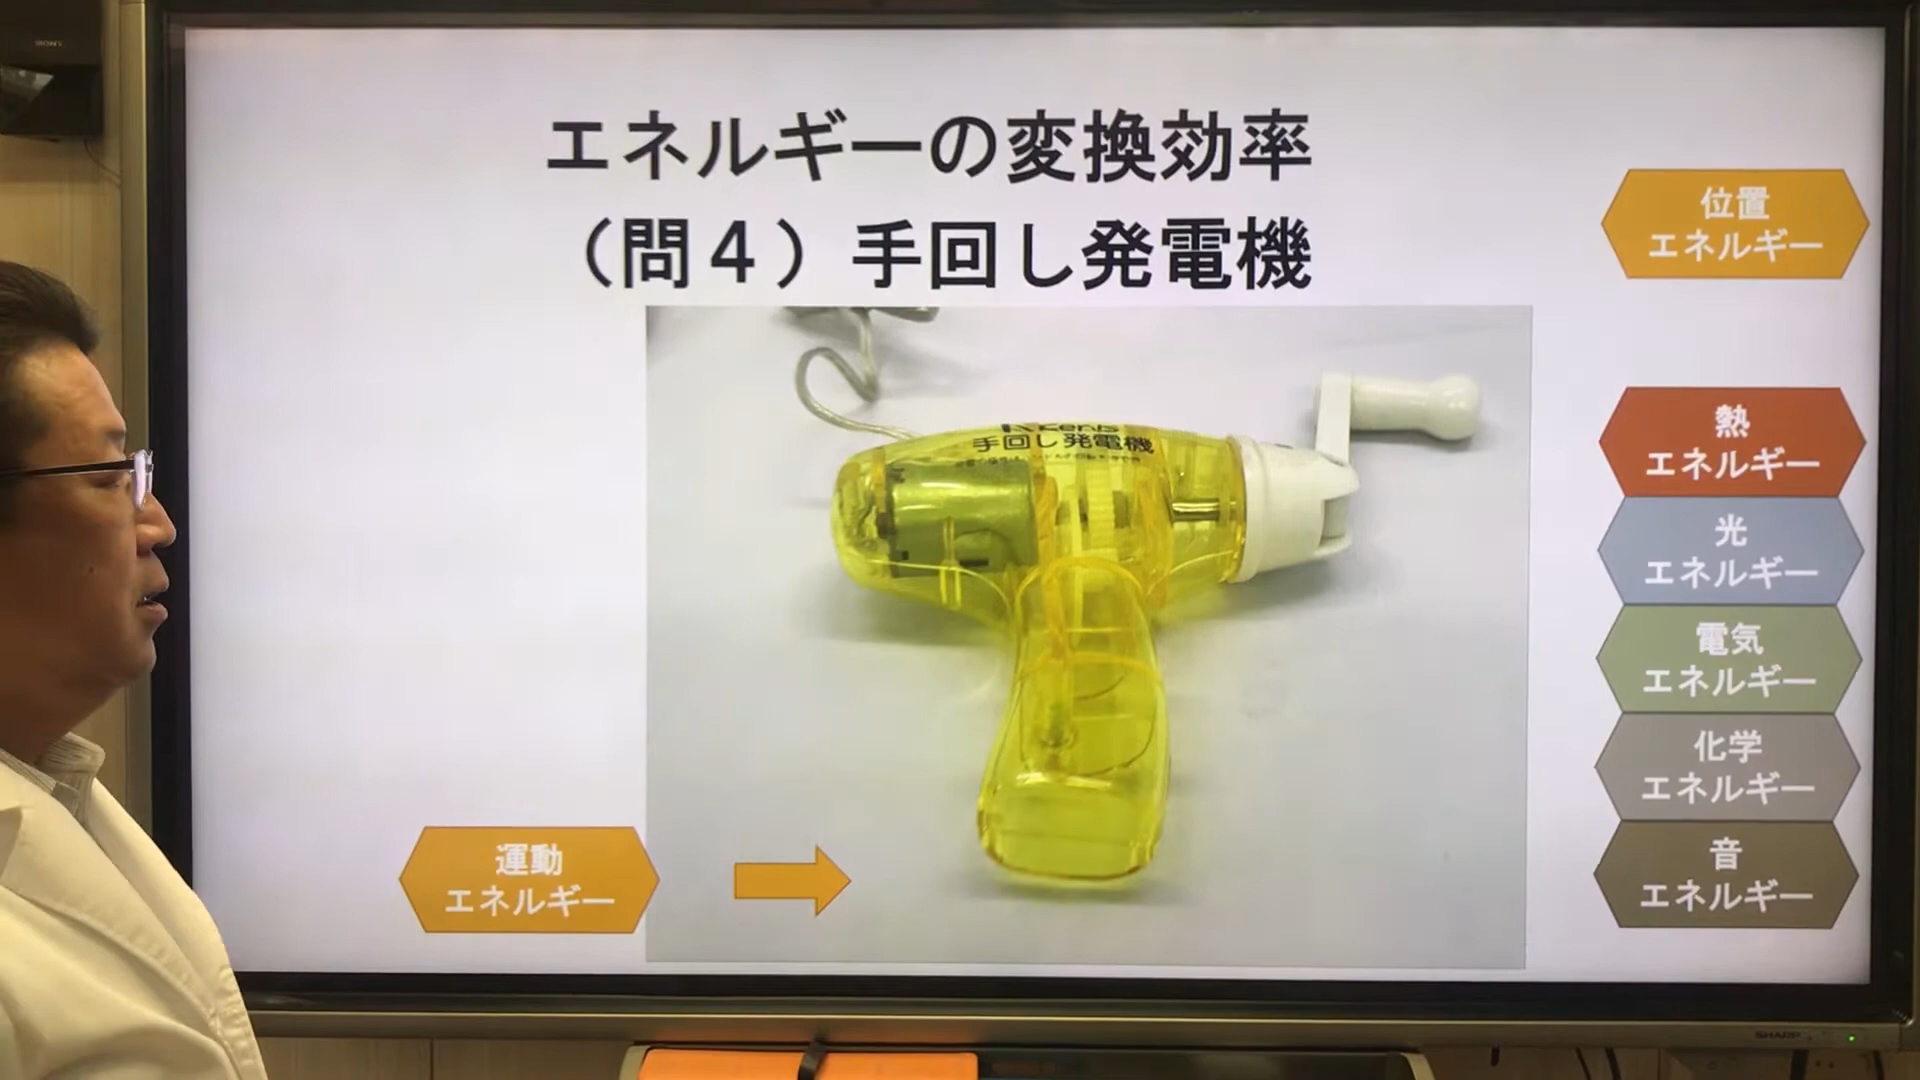 エネルギーの変換効率
（問４）手回し発電機
位置
エネルギー
熱
エネルギー
光
エネルギー
電気
エネルギー
化学
エネルギー
音
エネルギー
運動
エネルギー
Kenis
手回し発電機
SONY
SHARP